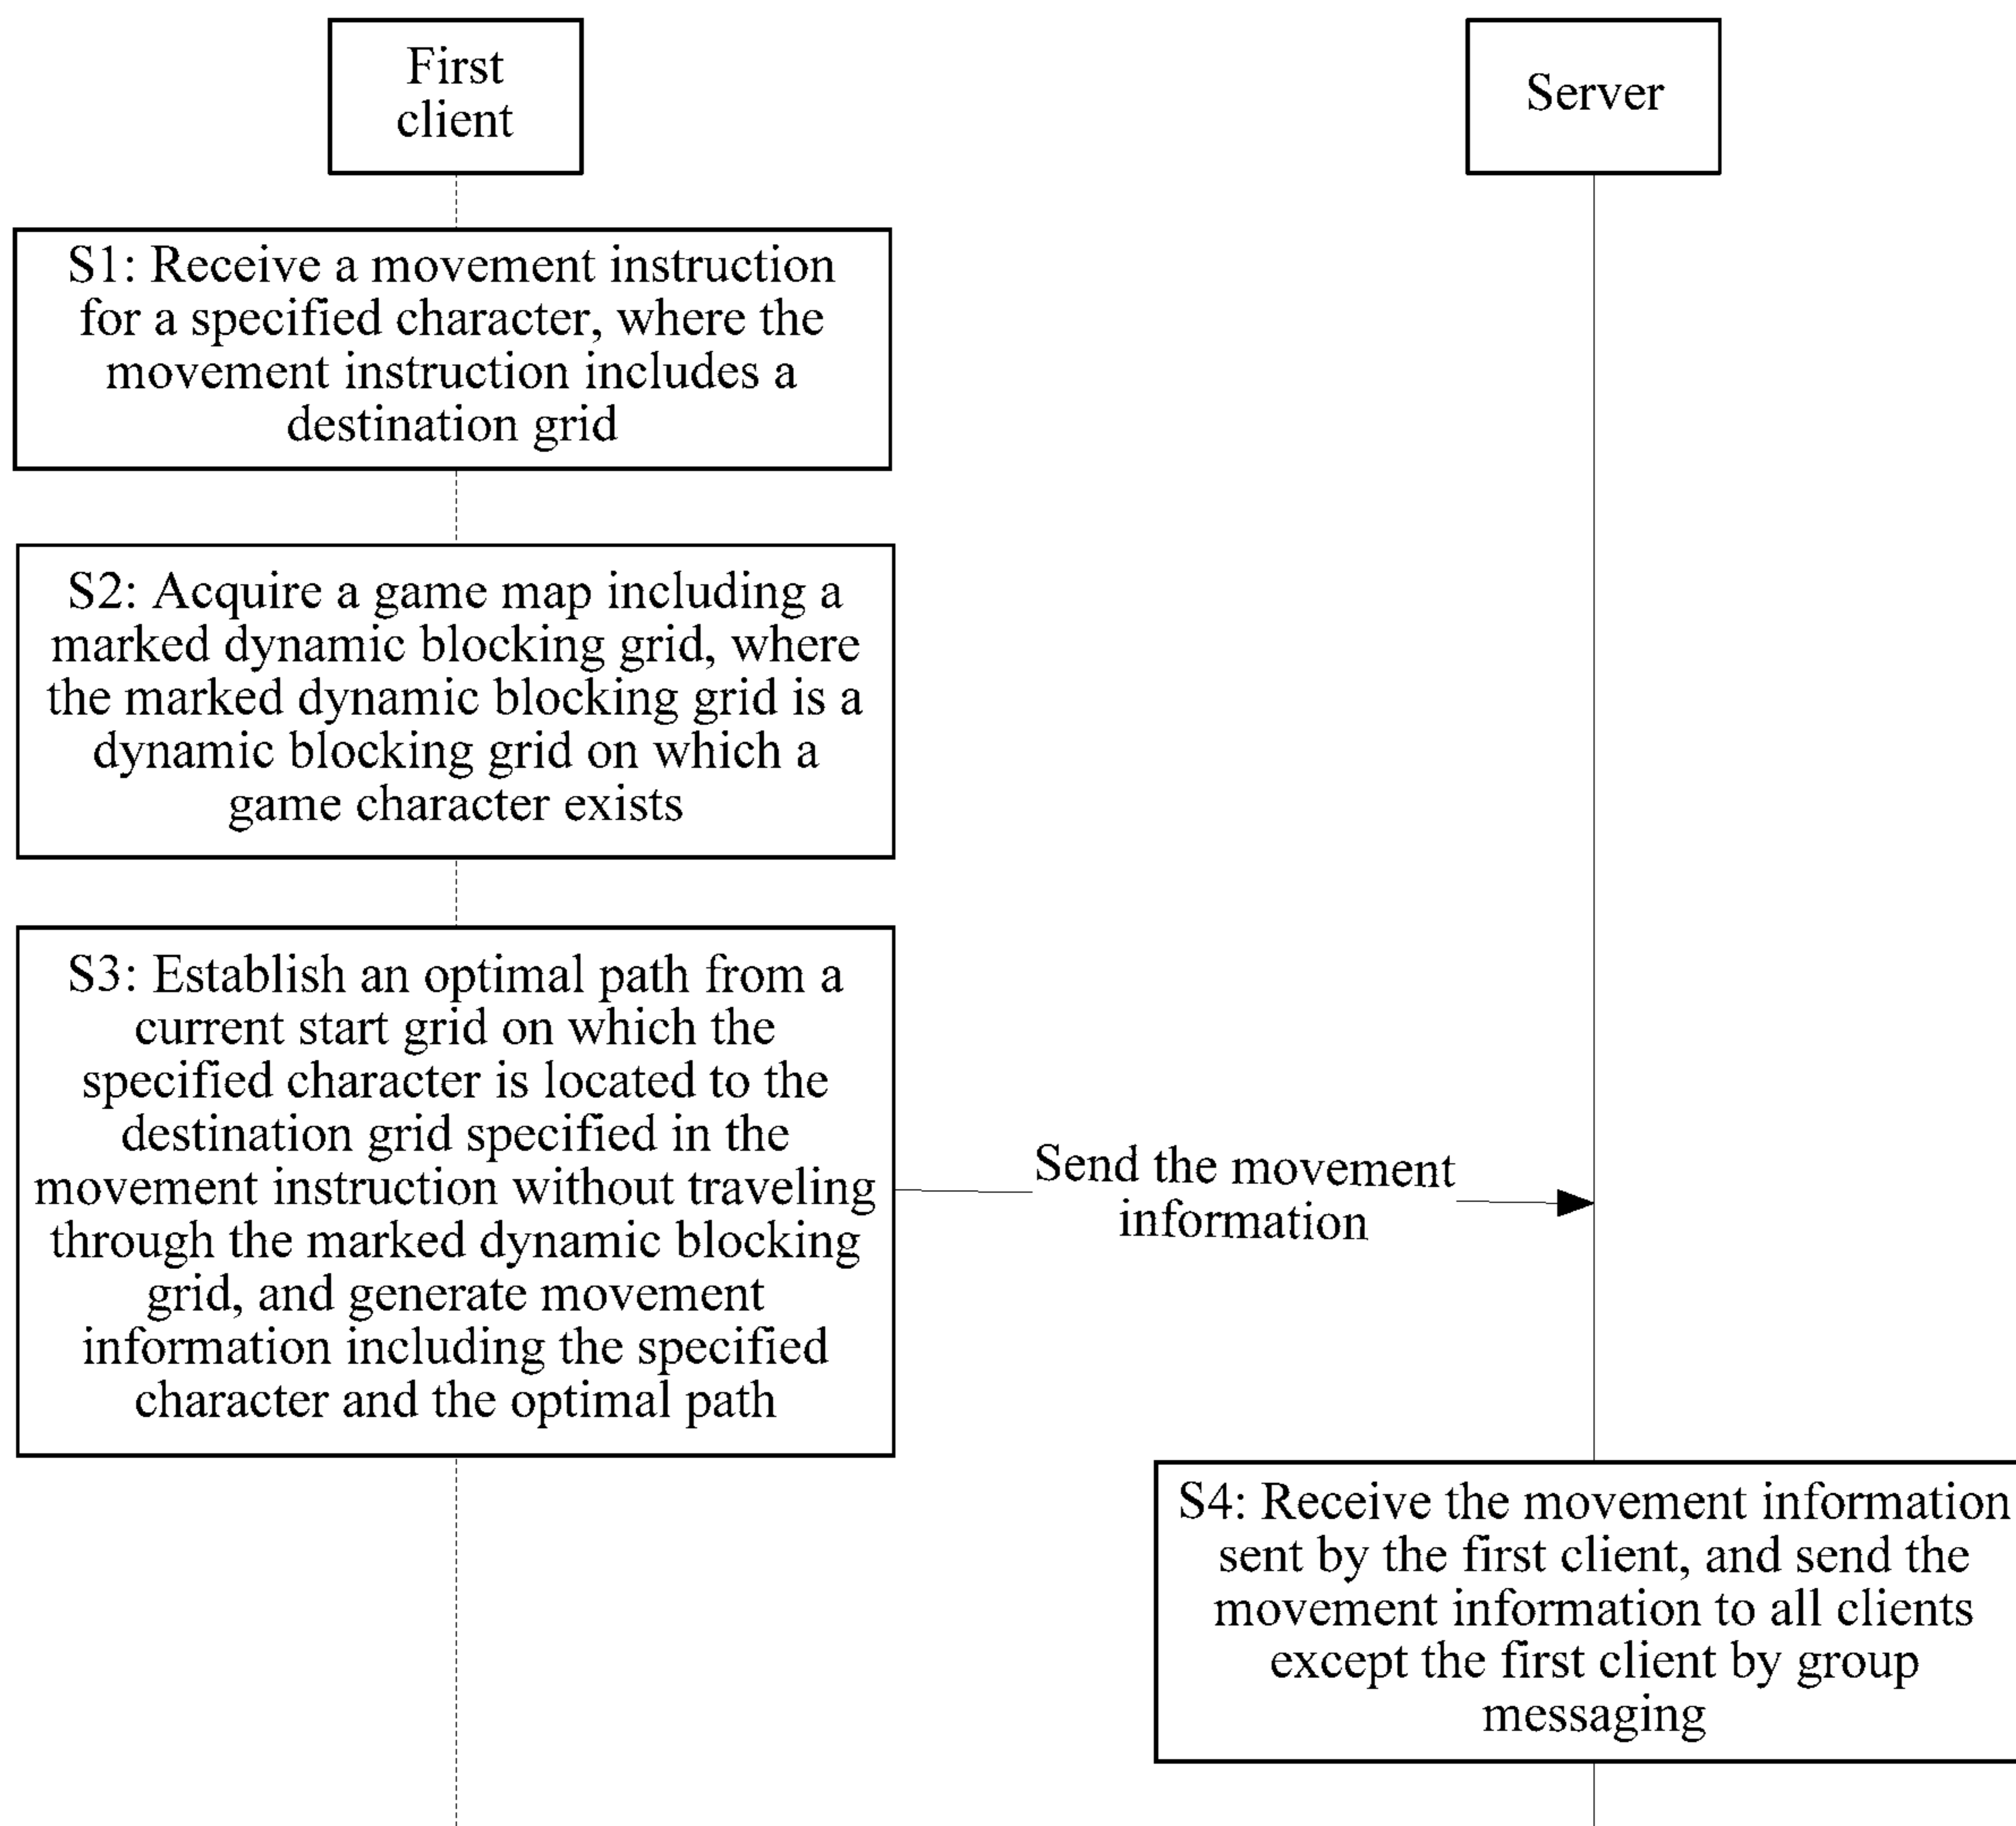 First
client
Server
S1: Receive a movement instruction
for a specified character, where the
movement instruction includes a
destination grid
S2: Acquire a game map including a
marked dynamic blocking grid, where
the marked dynamic blocking grid is a
dynamic blocking grid on which a
game character exists
S3: Establish an optimal path from a
current start grid on which the
specified character is located to the
destination grid specified in the
movement instruction without traveling
through the marked dynamic blocking
grid, and generate movement
information including the specified
character and the optimal path
Send the movement
information
S4: Receive the movement information
sent by the first client, and send the
movement information to all clients
except the first client by group
messaging